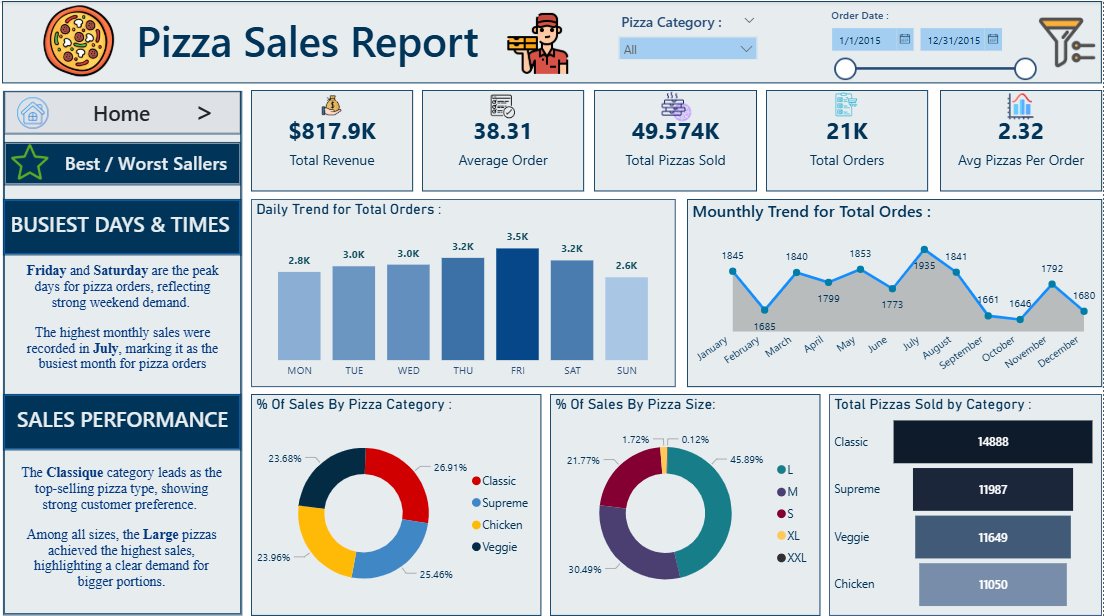 Pizza Sales Report
Pizza Category :
All
Order Date :
1/1/2015
12/31/2015
Home >
Best / Worst Sallers
BUSIEST DAYS & TIMES
Friday and Saturday are the peak
days for pizza orders, reflecting
strong weekend demand.
The highest monthly sales were
recorded in July, marking it as the
busiest month for pizza orders
SALES PERFORMANCE
The Classique category leads as the
top-selling pizza type, showing
strong customer preference.
Among all sizes, the Large pizzas
achieved the highest sales,
highlighting a clear demand for
bigger portions.
$817.9K
Total Revenue
38.31
Average Order
49.574K
Total Pizzas Sold
21K
Total Orders
2.32
Avg Pizzas Per Order
Daily Trend for Total Orders :
2.8K 3.0K 3.0K 3.2K 3.5K 3.2K 2.6K
MON TUE WED THU FRI SAT SUN
Mounthly Trend for Total Ordes :
1845 1685 1840 1799 1853 1773 1935 1841 1661 1646 1792 1680
January February March April May June July August September October November December
% Of Sales By Pizza Category :
23.68%
26.91%
23.96%
25.46%
Classic
Supreme
Chicken
Veggie
% Of Sales By Pizza Size:
1.72%
0.12%
21.77%
45.89%
30.49%
L
M
S
XL
XXL
Total Pizzas Sold by Category :
Classic 14888
Supreme 11987
Veggie 11649
Chicken 11050